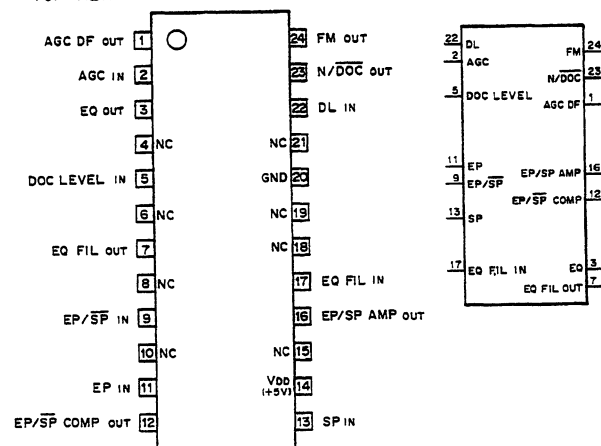 AGC DF OUT 1
24 FM OUT
AGC IN 2
23 N/DOC OUT
EQ OUT 3
22 DL IN
4 NC
NC 21
DOC LEVEL IN 5
GND 20
6 NC
NC 19
EQ FIL OUT 7
NC 18
8 NC
17 EQ FIL IN
EP/SP IN 9
16 EP/SP AMP OUT
10 NC
NC 15
EP IN 11
VDD (+5V) 14
EP/SP COMP OUT 12
13 SP IN
22 DL
FM 24
2 AGC
N/DOC 23
5 DOC LEVEL
AGC DF 1
11 EP
EP/SP AMP 16
9 EP/SP
EP/SP COMP 12
13 SP
17 EQ FIL IN
EQ 3
EQ FIL OUT 7